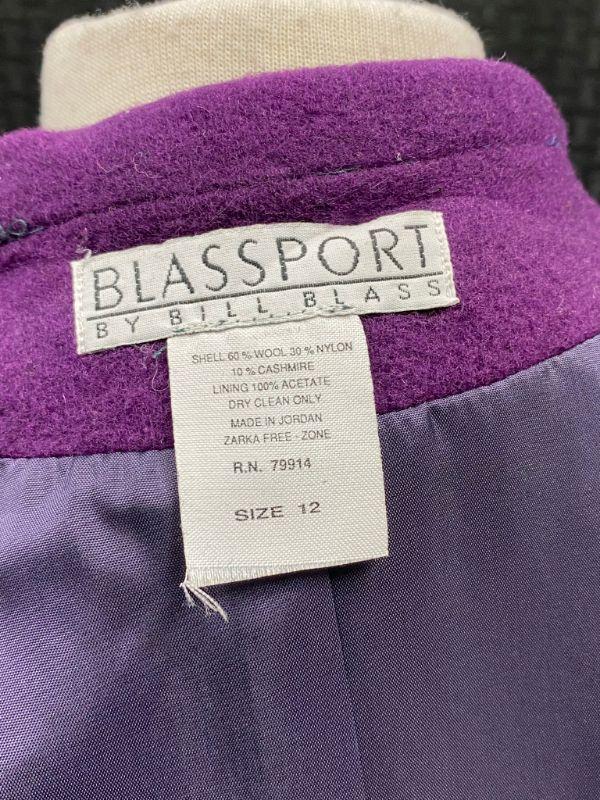 BLASSPORT
BY BILL BLASS
SHELL 60 % WOOL 30 % NYLON
10 % CASHMIRE
LINING 100% ACETATE
DRY CLEAN ONLY
MADE IN JORDAN
ZARKA FREE - ZONE
R.N. 79914
SIZE 12